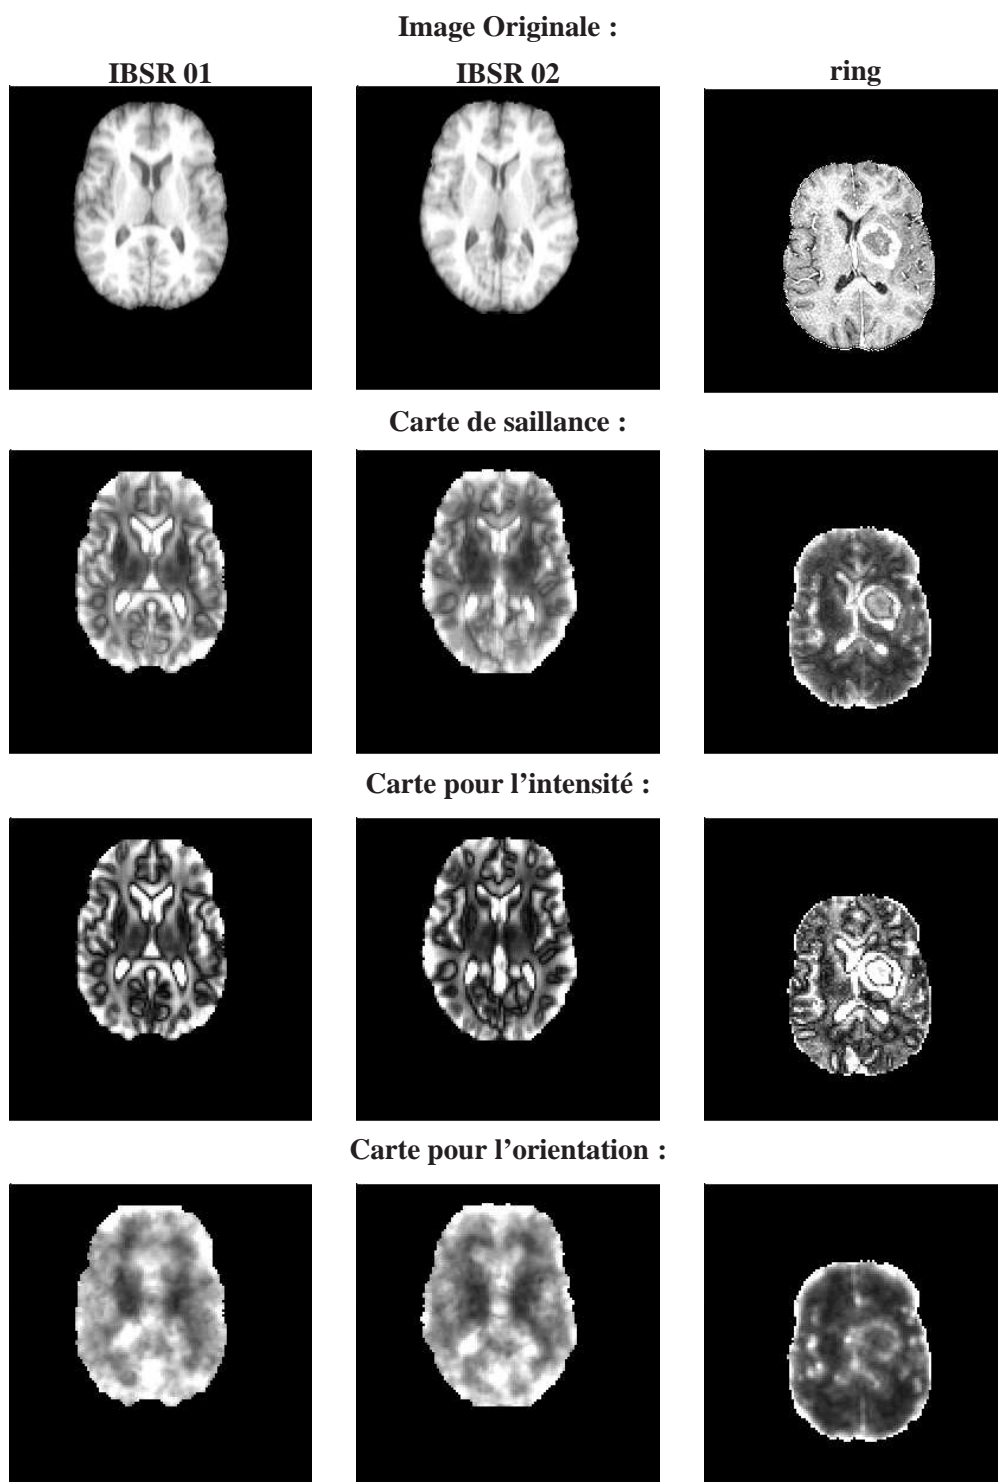 Image Originale :
IBSR 01 IBSR 02 ring
Carte de saillance :
Carte pour l’intensité :
Carte pour l’orientation :